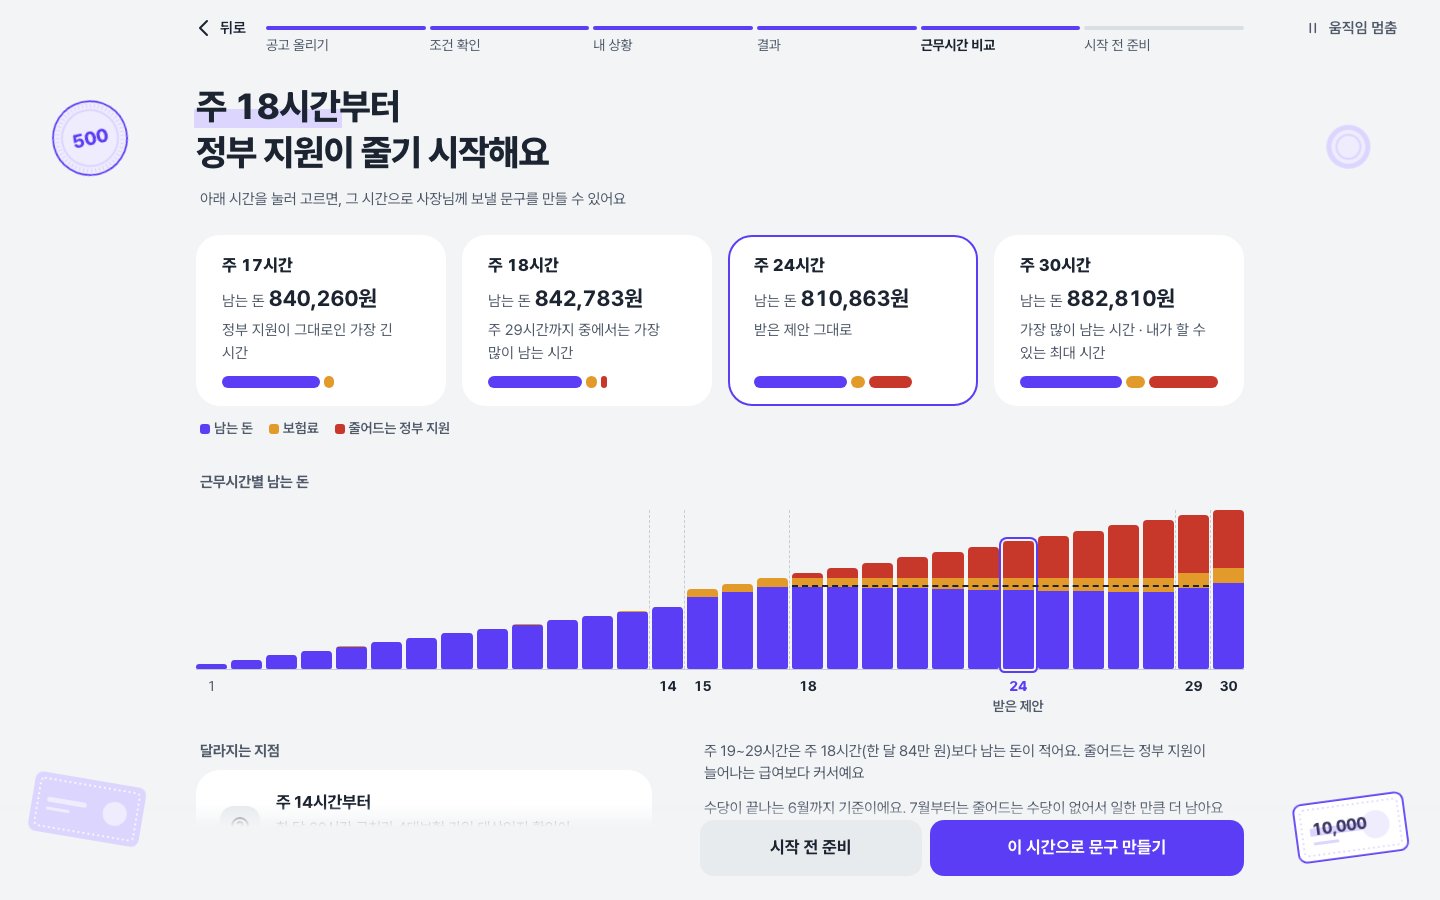 뒤로
공고 올리기
조건 확인
내 상황
결과
근무시간 비교
시작 전 준비
움직임 멈춤
500
주 18시간부터
정부 지원이 줄기 시작해요
아래 시간을 눌러 고르면, 그 시간으로 사장님께 보낼 문구를 만들 수 있어요
주 17시간
남는 돈 840,260원
정부 지원이 그대로인 가장 긴
시간
주 18시간
남는 돈 842,783원
주 29시간까지 중에서는 가장
많이 남는 시간
주 24시간
남는 돈 810,863원
받은 제안 그대로
주 30시간
남는 돈 882,810원
가장 많이 남는 시간 · 내가 할 수
있는 최대 시간
남는 돈
보험료
줄어드는 정부 지원
근무시간별 남는 돈
1
14
15
18
24
29
30
받은 제안
달라지는 지점
주 14시간부터
주 19~29시간은 주 18시간(한 달 84만 원)보다 남는 돈이 적어요. 줄어드는 정부 지원이
늘어나는 급여보다 커서예요
수당이 끝나는 6월까지 기준이에요. 7월부터는 줄어드는 수당이 없어서 일한 만큼 더 남아요
시작 전 준비
이 시간으로 문구 만들기
10,000